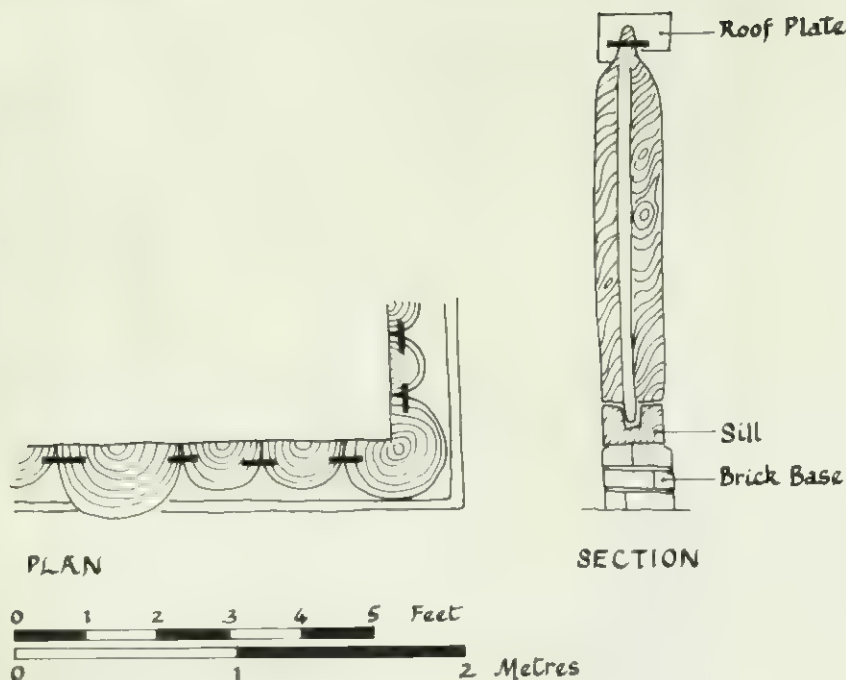 Roof Plate
Sill
Brick Base
PLAN
SECTION
0 1 2 3 4 5 Feet
0 1 2 Metres